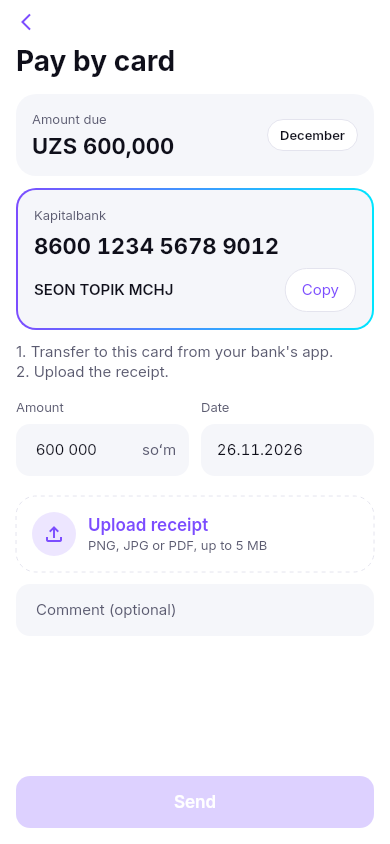 Pay by card
Amount due
UZS 600,000
December
Kapitalbank
8600 1234 5678 9012
SEON TOPIK MCHJ
Copy
1. Transfer to this card from your bank's app.
2. Upload the receipt.
Amount
Date
600 000
soʻm
26.11.2026
Upload receipt
PNG, JPG or PDF, up to 5 MB
Comment (optional)
Send